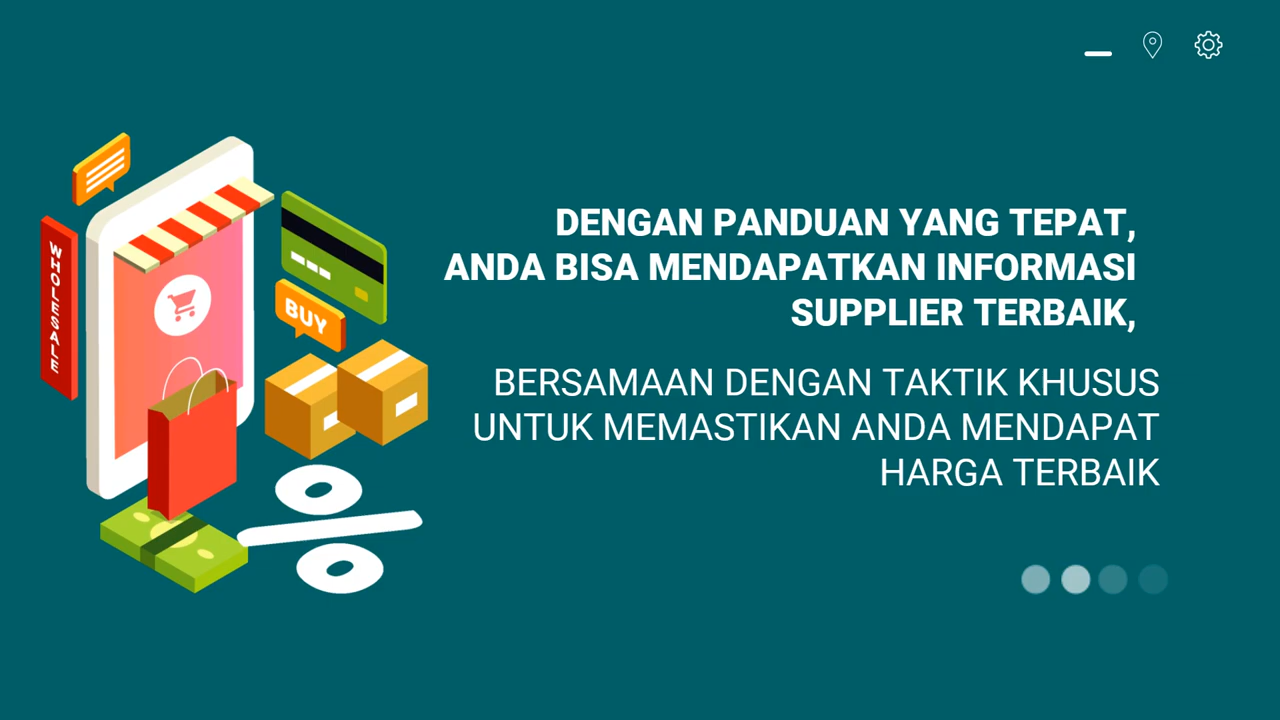 WHOLESALE
BUY
DENGAN PANDUAN YANG TEPAT,
ANDA BISA MENDAPATKAN INFORMASI
SUPPLIER TERBAIK,
BERSAMAAN DENGAN TAKTIK KHUSUS
UNTUK MEMASTIKAN ANDA MENDAPAT
HARGA TERBAIK